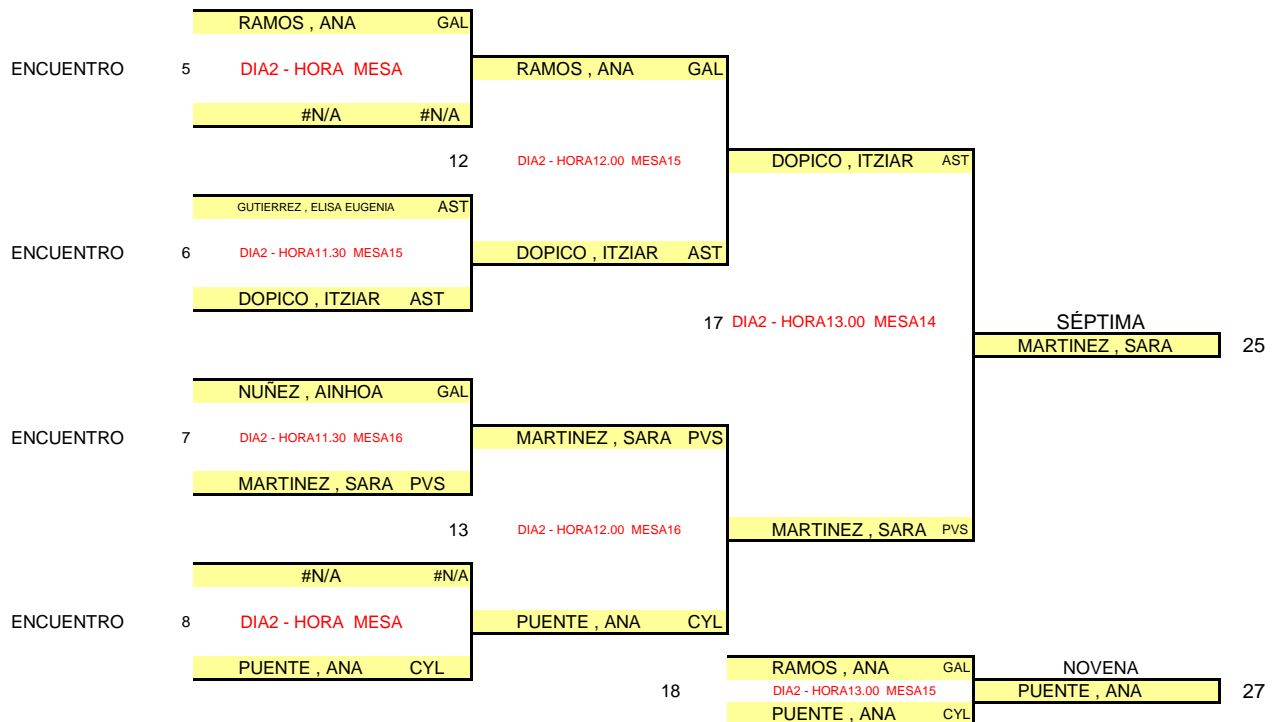 RAMOS , ANA GAL
ENCUENTRO 5 DIA2 - HORA MESA RAMOS , ANA GAL
#N/A #N/A
12 DIA2 - HORA12.00 MESA15 DOPICO , ITZIAR AST
GUTIERREZ , ELISA EUGENIA AST
ENCUENTRO 6 DIA2 - HORA11.30 MESA15 DOPICO , ITZIAR AST
DOPICO , ITZIAR AST
17 DIA2 - HORA13.00 MESA14 SÉPTIMA
MARTINEZ , SARA 25
NUÑEZ , AINHOA GAL
ENCUENTRO 7 DIA2 - HORA11.30 MESA16 MARTINEZ , SARA PVS
MARTINEZ , SARA PVS
13 DIA2 - HORA12.00 MESA16 MARTINEZ , SARA PVS
#N/A #N/A
ENCUENTRO 8 DIA2 - HORA MESA PUENTE , ANA CYL
PUENTE , ANA CYL RAMOS , ANA GAL NOVENA
18 DIA2 - HORA13.00 MESA15 PUENTE , ANA 27
PUENTE , ANA CYL